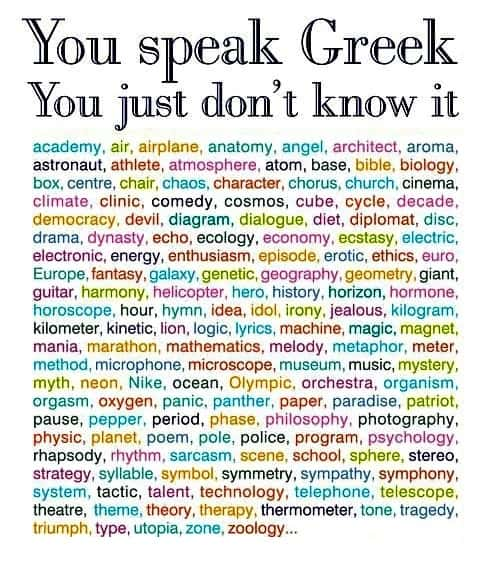 You speak Greek
You just don't know it
academy, air, airplane, anatomy, angel, architect, aroma,
astronaut, athlete, atmosphere, atom, base, bible, biology,
box, centre, chair, chaos, character, chorus, church, cinema,
climate, clinic, comedy, cosmos, cube, cycle, decade,
democracy, devil, diagram, dialogue, diet, diplomat, disc,
drama, dynasty, echo, ecology, economy, ecstasy, electric,
electronic, energy, enthusiasm, episode, erotic, ethics, euro,
Europe, fantasy, galaxy, genetic, geography, geometry, giant,
guitar, harmony, helicopter, hero, history, horizon, hormone,
horoscope, hour, hymn, idea, idol, irony, jealous, kilogram,
kilometer, kinetic, lion, logic, lyrics, machine, magic, magnet,
mania, marathon, mathematics, melody, metaphor, meter,
method, microphone, microscope, museum, music, mystery,
myth, neon, Nike, ocean, Olympic, orchestra, organism,
orgasm, oxygen, panic, panther, paper, paradise, patriot,
pause, pepper, period, phase, philosophy, photography,
physic, planet, poem, pole, police, program, psychology,
rhapsody, rhythm, sarcasm, scene, school, sphere, stereo,
strategy, syllable, symbol, symmetry, sympathy, symphony,
system, tactic, talent, technology, telephone, telescope,
theatre, theme, theory, therapy, thermometer, tone, tragedy,
triumph, type, utopia, zone, zoology...